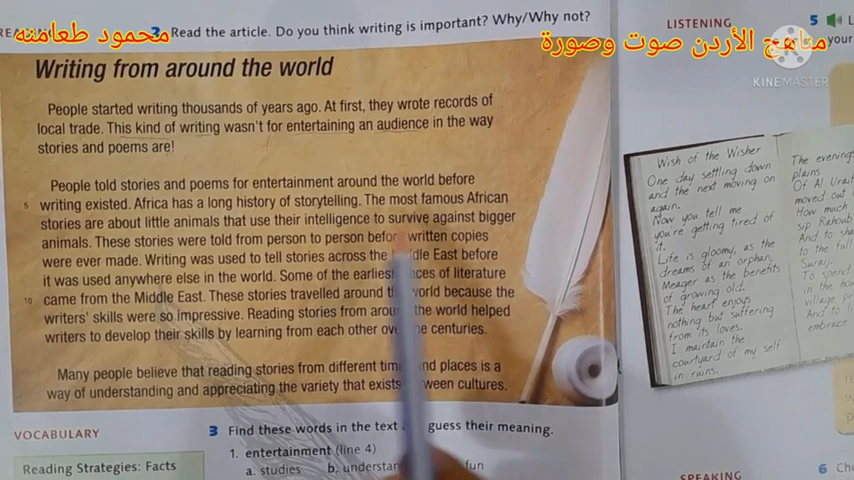 محمود طعامنه
مناهج الأردن صوت وصورة
KINEMASTER
2 Read the article. Do you think writing is important? Why/Why not?
Writing from around the world
People started writing thousands of years ago. At first, they wrote records of
local trade. This kind of writing wasn't for entertaining an audience in the way
stories and poems are!
People told stories and poems for entertainment around the world before
5 writing existed. Africa has a long history of storytelling. The most famous African
stories are about little animals that use their intelligence to survive against bigger
animals. These stories were told from person to person before written copies
were ever made. Writing was used to tell stories across the Middle East before
it was used anywhere else in the world. Some of the earliest pieces of literature
10 came from the Middle East. These stories travelled around the world because the
writers' skills were so impressive. Reading stories from around the world helped
writers to develop their skills by learning from each other over the centuries.
Many people believe that reading stories from different times and places is a
way of understanding and appreciating the variety that exists between cultures.
VOCABULARY
Reading Strategies: Facts
3 Find these words in the text and guess their meaning.
1. entertainment (line 4)
a. studies b. understan fun
LISTENING
5 L
your
Wish of the Wisher
One day settling down
and the next moving on
again.
Now you tell me
you're getting tired of
it.
Life is gloomy, as the
dreams of an orphan,
Meager as the benefits
of growing old.
The heart enjoys
nothing but suffering
from its loves.
I maintain the
courtyard of my self
in ruins.
The evenings
plains
Of Al Urait
moved out
How much
sip Rahoub
And to sha
to the full
Suraj.
To spend
in the hou
village pr
And to li
embrace
SPEAKING
6 Cho